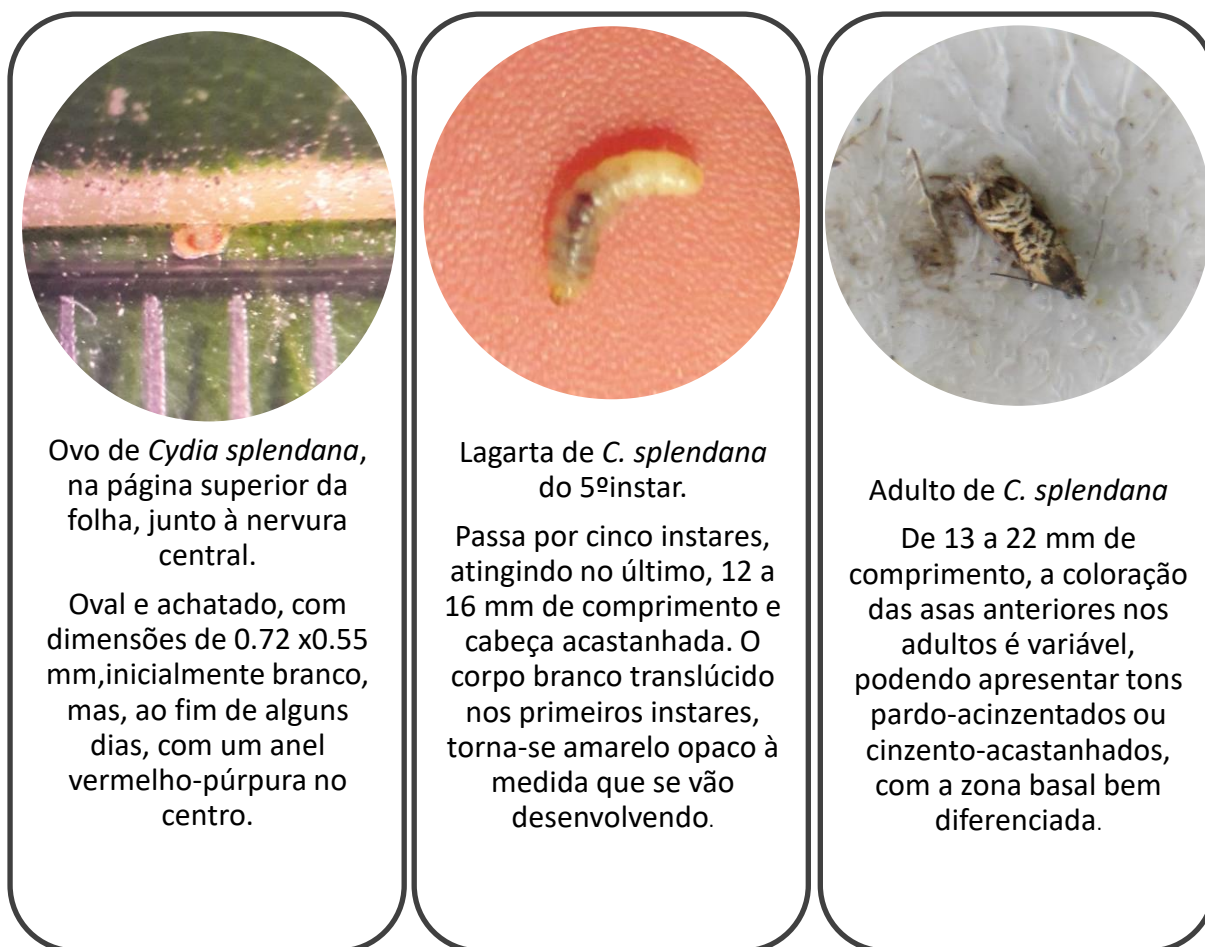 Ovo de Cydia splendana,
na página superior da
folha, junto à nervura
central.
Oval e achatado, com
dimensões de 0.72 x0.55
mm,inicialmente branco,
mas, ao fim de alguns
dias, com um anel
vermelho-púrpura no
centro.
Lagarta de C. splendana
do 5ºinstar.
Passa por cinco instares,
atingindo no último, 12 a
16 mm de comprimento e
cabeça acastanhada. O
corpo branco translúcido
nos primeiros instares,
torna-se amarelo opaco à
medida que se vão
desenvolvendo.
Adulto de C. splendana
De 13 a 22 mm de
comprimento, a coloração
das asas anteriores nos
adultos é variável,
podendo apresentar tons
pardo-acinzentados ou
cinzento-acastanhados,
com a zona basal bem
diferenciada.